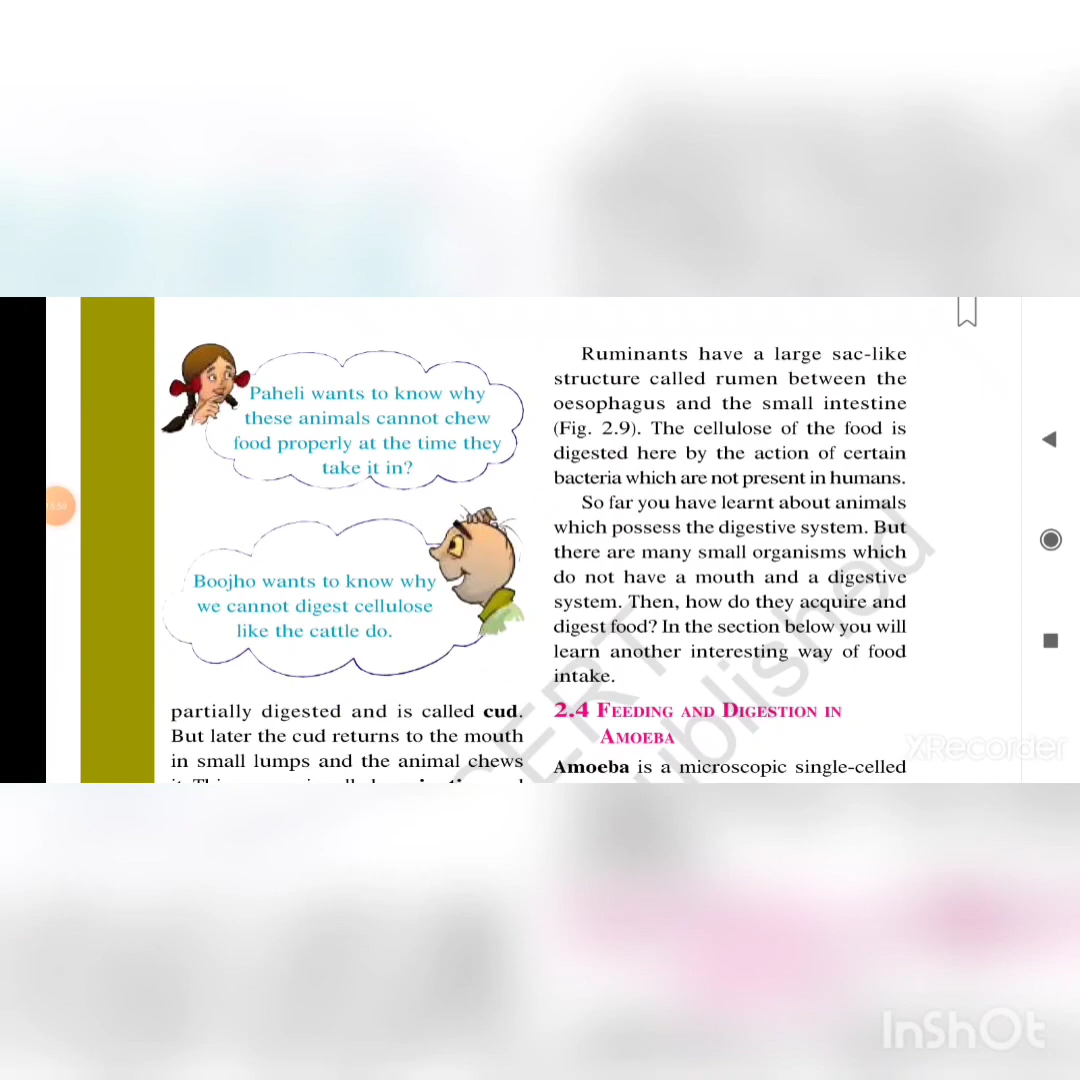 Paheli wants to know why
these animals cannot chew
food properly at the time they
take it in?
Boojho wants to know why
we cannot digest cellulose
like the cattle do.
partially digested and is called cud.
But later the cud returns to the mouth
in small lumps and the animal chews
Ruminants have a large sac-like
structure called rumen between the
oesophagus and the small intestine
(Fig. 2.9). The cellulose of the food is
digested here by the action of certain
bacteria which are not present in humans.
So far you have learnt about animals
which possess the digestive system. But
there are many small organisms which
do not have a mouth and a digestive
system. Then, how do they acquire and
digest food? In the section below you will
learn another interesting way of food
intake.
2.4 FEEDING AND DIGESTION IN
AMOEBA
Amoeba is a microscopic single-celled
XRecorder
InShOt